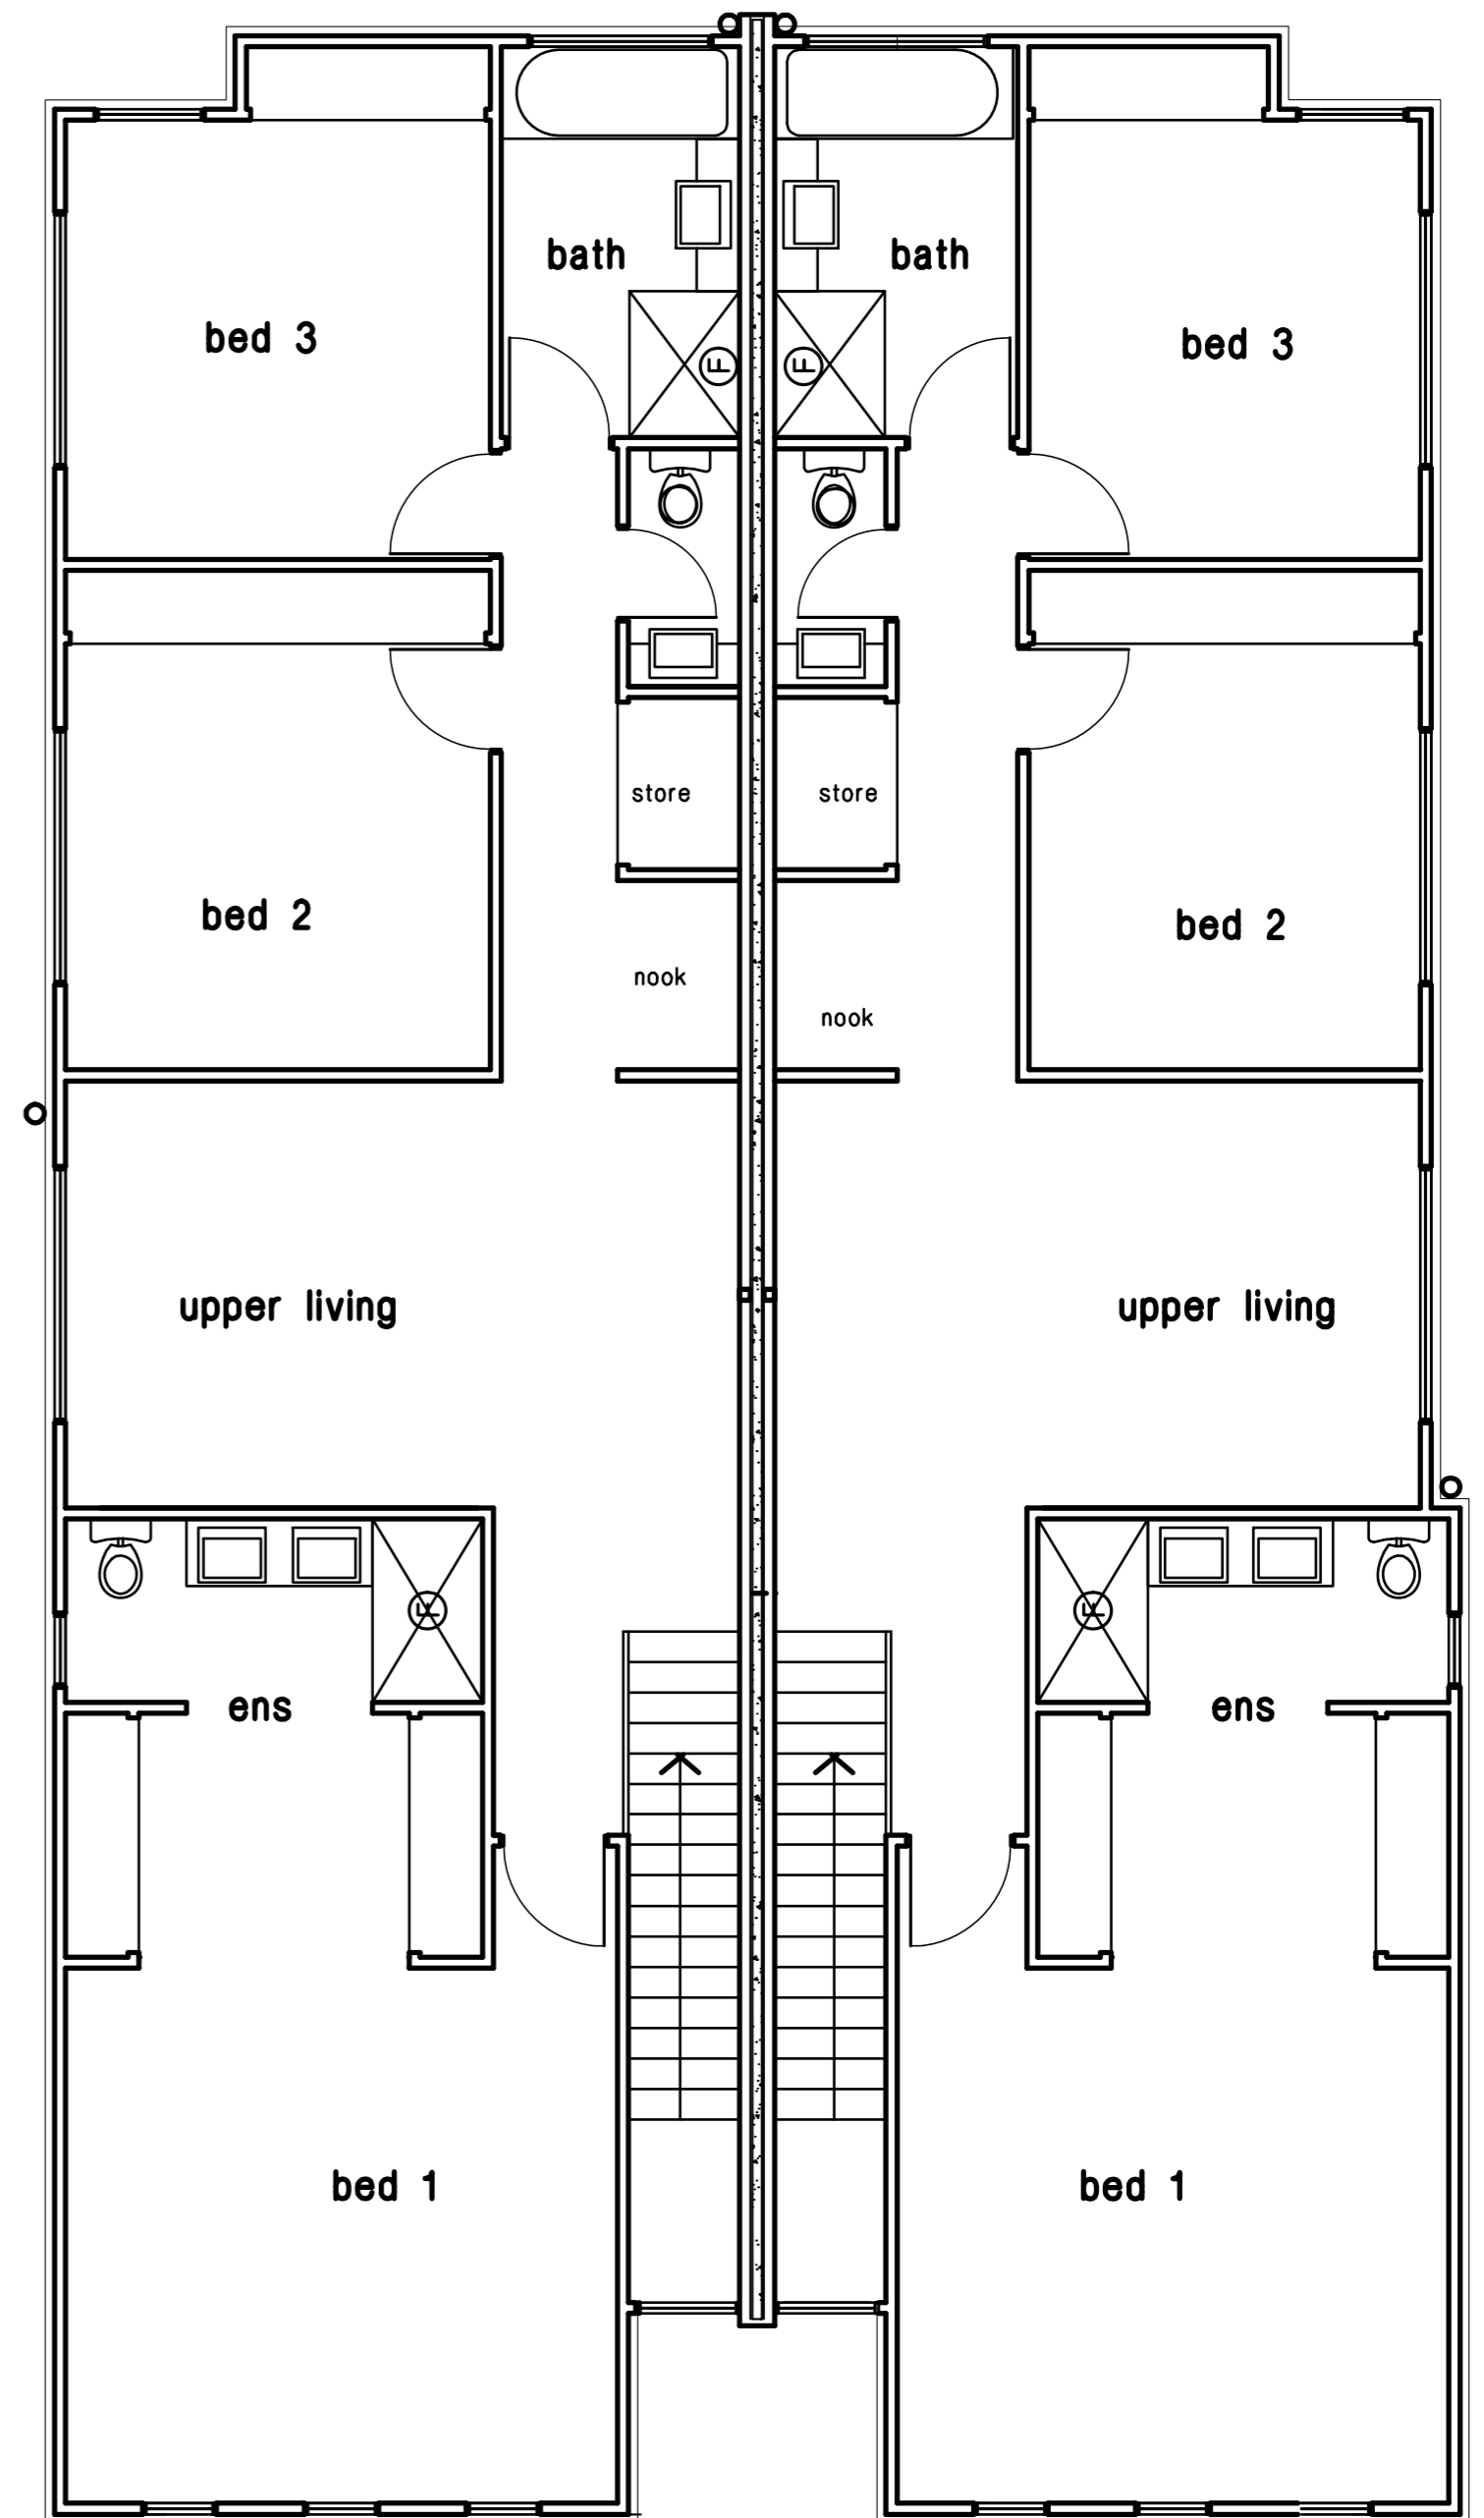 bath
bath
bed 3
bed 3
F
F
store
store
bed 2
bed 2
nook
nook
upper living
upper living
F
F
ens
ens
bed 1
bed 1